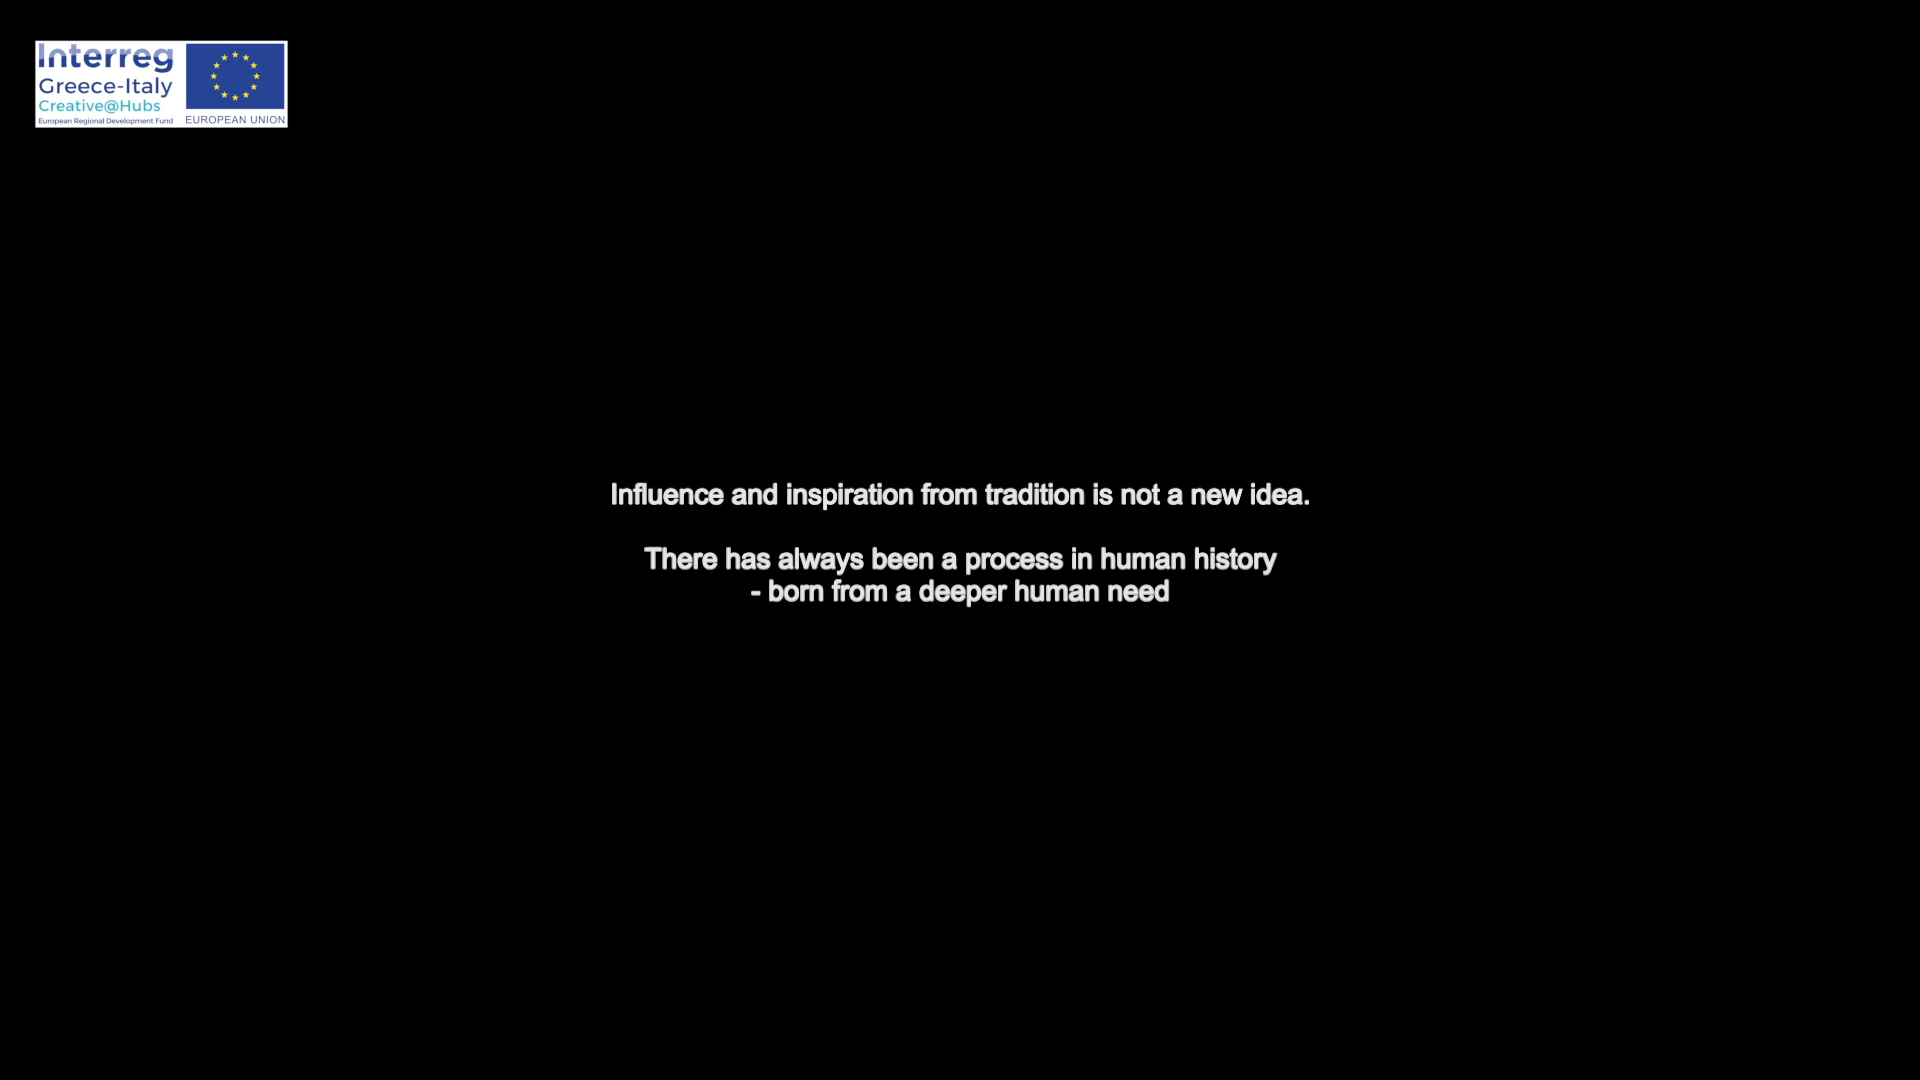 Interreg
Greece-Italy
Creative@Hubs
European Regional Development Fund
EUROPEAN UNION
Influence and inspiration from tradition is not a new idea.
There has always been a process in human history
- born from a deeper human need